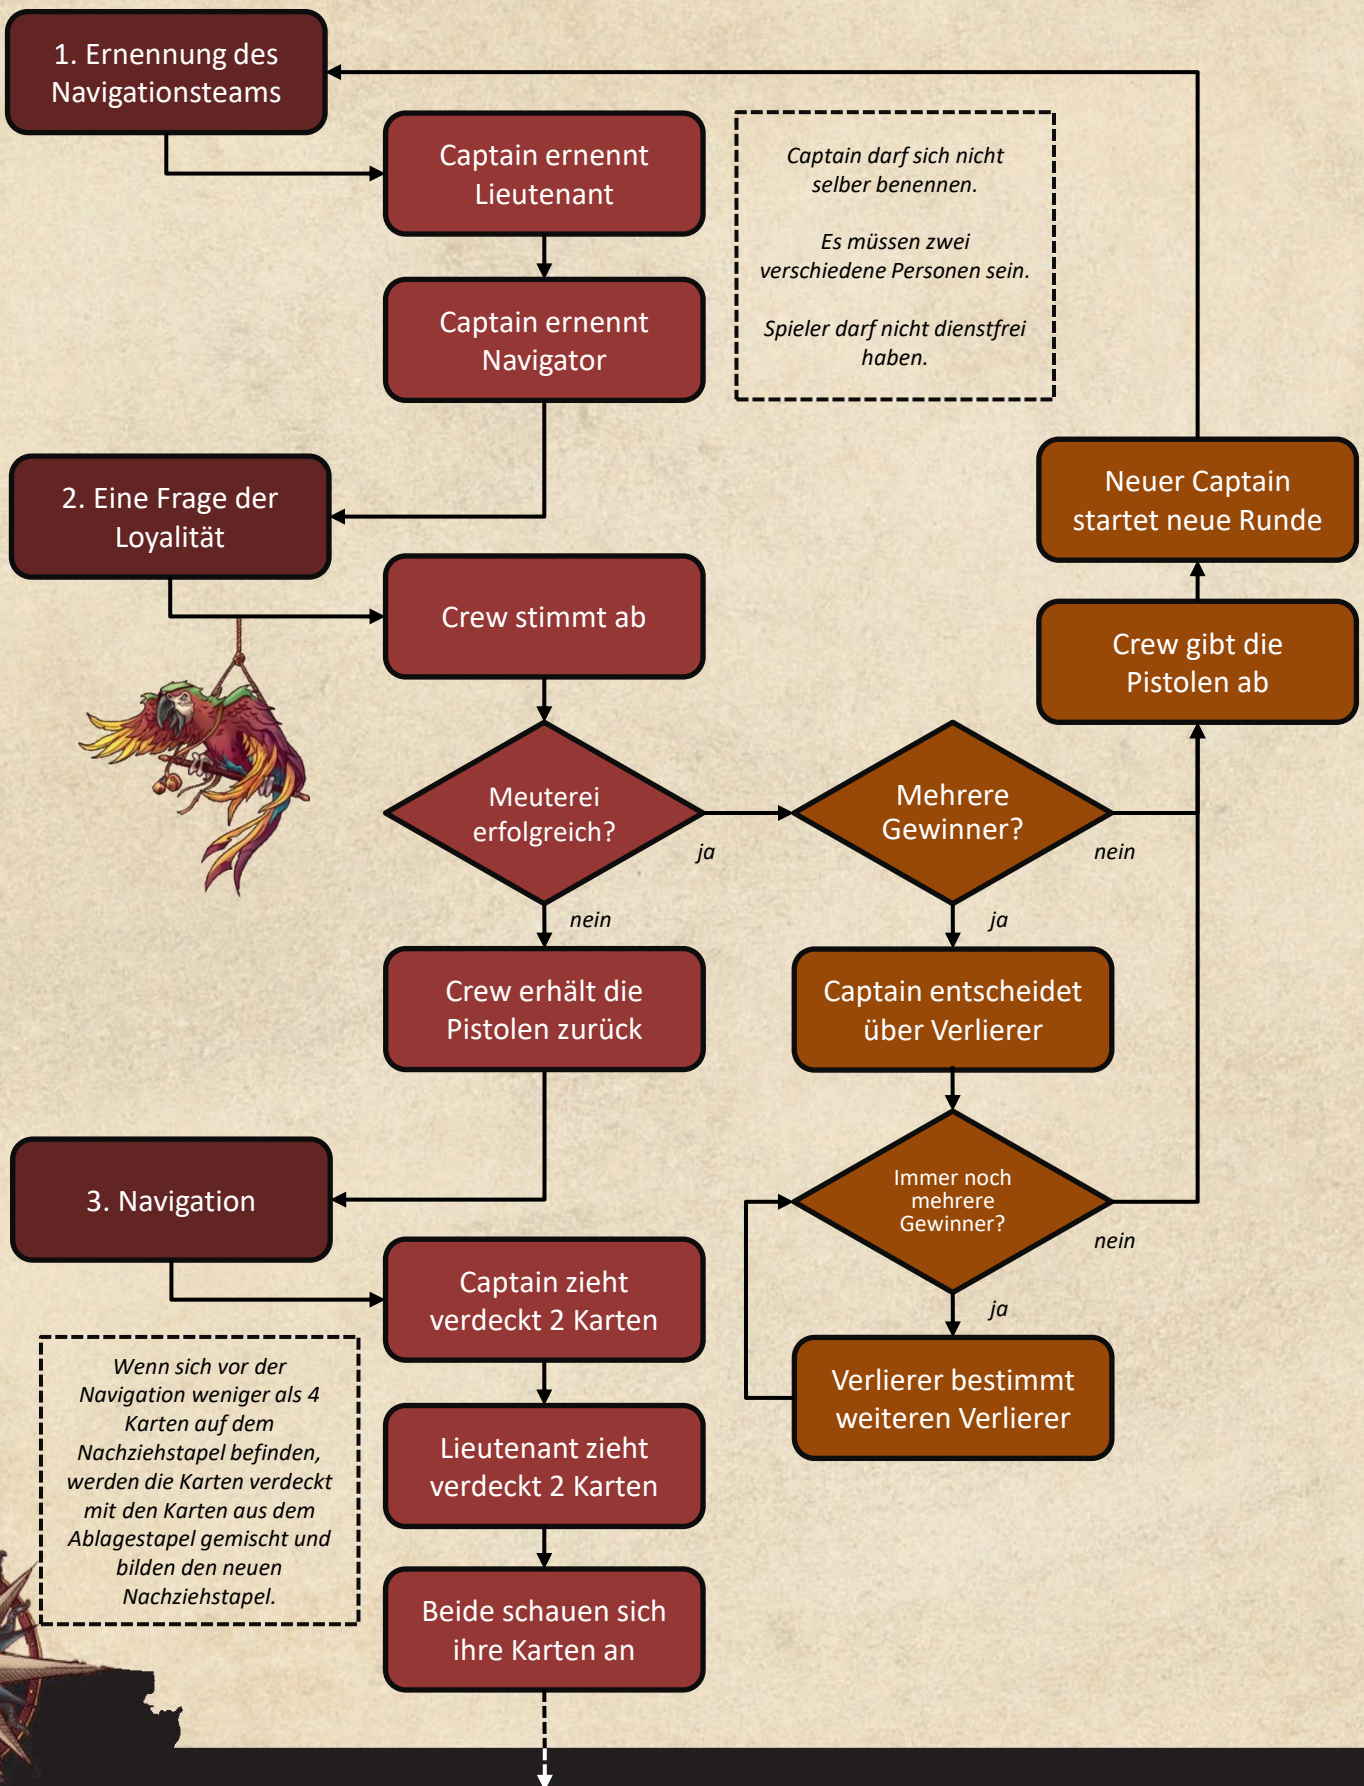 1. Ernennung des
Navigationsteams
Captain ernennt
Lieutenant
Captain darf sich nicht
selber benennen.
Es müssen zwei
verschiedene Personen sein.
Spieler darf nicht dienstfrei
haben.
Captain ernennt
Navigator
2. Eine Frage der
Loyalität
Neuer Captain
startet neue Runde
Crew stimmt ab
Crew gibt die
Pistolen ab
Meuterei
erfolgreich?
ja
Mehrere
Gewinner?
nein
nein
ja
Crew erhält die
Pistolen zurück
Captain entscheidet
über Verlierer
3. Navigation
Immer noch
mehrere
Gewinner?
nein
ja
Captain zieht
verdeckt 2 Karten
Verlierer bestimmt
weiteren Verlierer
Wenn sich vor der
Navigation weniger als 4
Karten auf dem
Nachziehstapel befinden,
werden die Karten verdeckt
mit den Karten aus dem
Ablagestapel gemischt und
bilden den neuen
Nachziehstapel.
Lieutenant zieht
verdeckt 2 Karten
Beide schauen sich
ihre Karten an